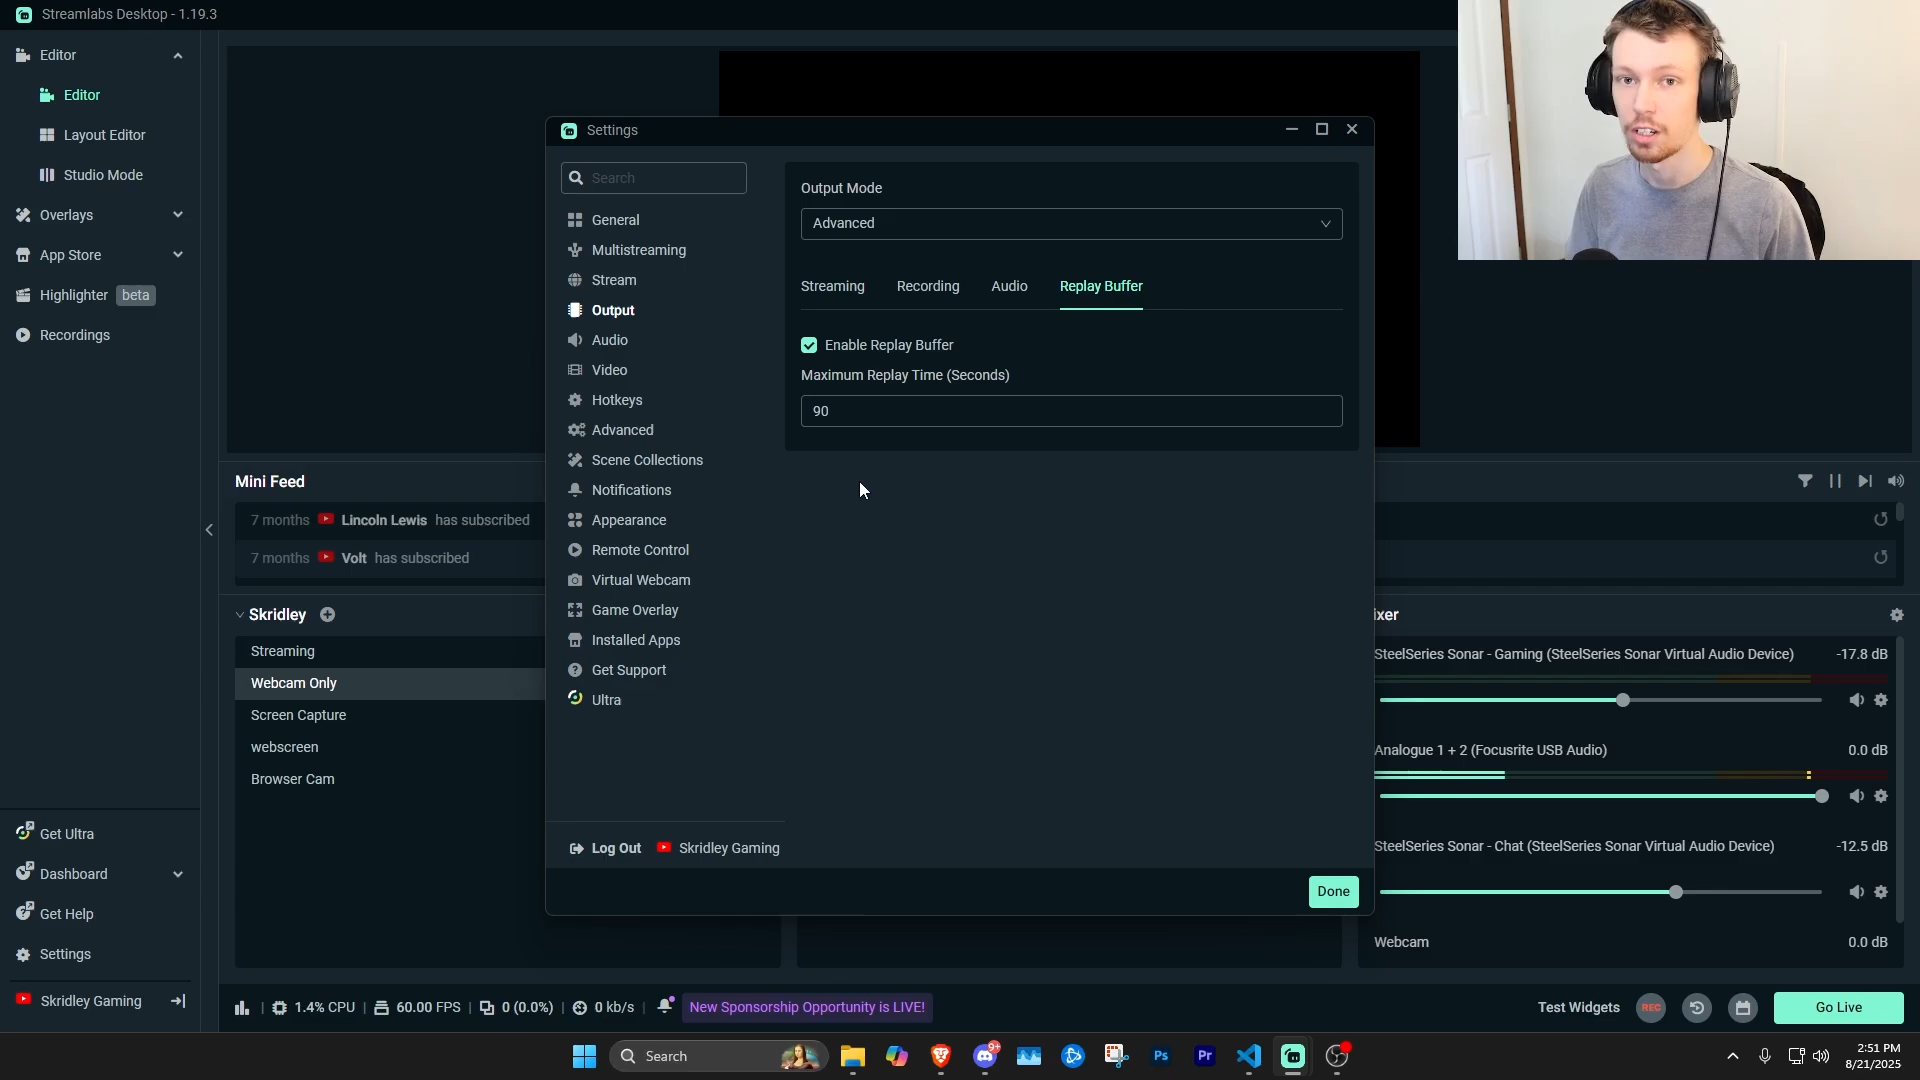 Streamlabs Desktop - 1.19.3
Editor
Editor
Layout Editor
Studio Mode
Overlays
App Store
Highlighter beta
Recordings
Get Ultra
Dashboard
Get Help
Settings
Skridley Gaming
Settings
Search
General
Multistreaming
Stream
Output
Audio
Video
Hotkeys
Advanced
Scene Collections
Notifications
Appearance
Remote Control
Virtual Webcam
Game Overlay
Installed Apps
Get Support
Ultra
Log Out Skridley Gaming
Output Mode
Advanced
Streaming Recording Audio Replay Buffer
Enable Replay Buffer
Maximum Replay Time (Seconds)
90
Done
Mini Feed
7 months Lincoln Lewis has subscribed
7 months Volt has subscribed
Skridley
Streaming
Webcam Only
Screen Capture
webscreen
Browser Cam
ixer
SteelSeries Sonar - Gaming (SteelSeries Sonar Virtual Audio Device) -17.8 dB
Analogue 1 + 2 (Focusrite USB Audio) 0.0 dB
SteelSeries Sonar - Chat (SteelSeries Sonar Virtual Audio Device) -12.5 dB
Webcam 0.0 dB
1.4% CPU 60.00 FPS 0 (0.0%) 0 kb/s New Sponsorship Opportunity is LIVE! Test Widgets REC Go Live
Search 9+ Ps Pr 2:51 PM
8/21/2025